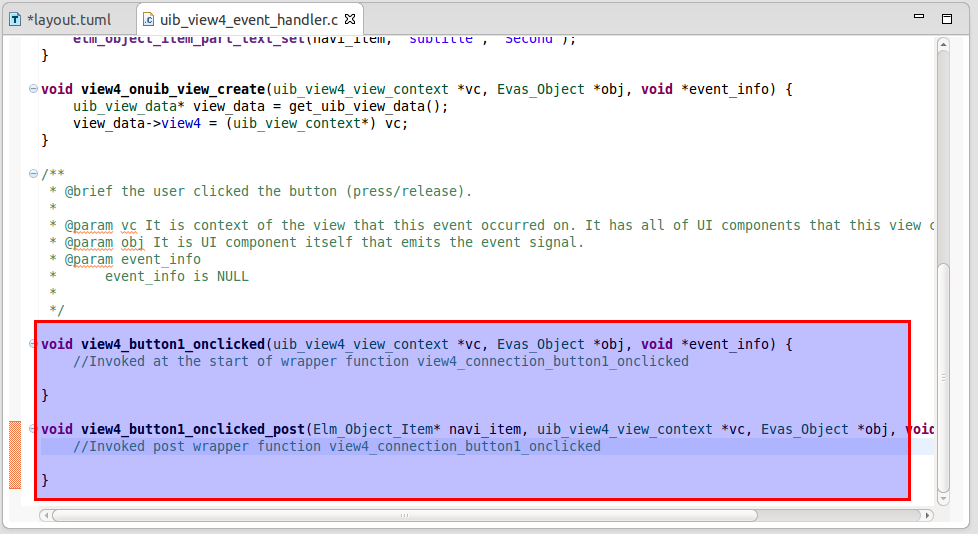 *layout.tuml uib_view4_event_handler.c
elm_object_item_part_text_set(navi_item, "subtitle", "Second");
}
void view4_onuib_view_create(uib_view4_view_context *vc, Evas_Object *obj, void *event_info) {
uib_view_data* view_data = get_uib_view_data();
view_data->view4 = (uib_view_context*) vc;
}
/**
* @brief the user clicked the button (press/release).
*
* @param vc It is context of the view that this event occurred on. It has all of UI components that this view c
* @param obj It is UI component itself that emits the event signal.
* @param event_info
* event_info is NULL
*
*/
void view4_button1_onclicked(uib_view4_view_context *vc, Evas_Object *obj, void *event_info) {
//Invoked at the start of wrapper function view4_connection_button1_onclicked
}
void view4_button1_onclicked_post(Elm_Object_Item* navi_item, uib_view4_view_context *vc, Evas_Object *obj, void
//Invoked post wrapper function view4_connection_button1_onclicked
}